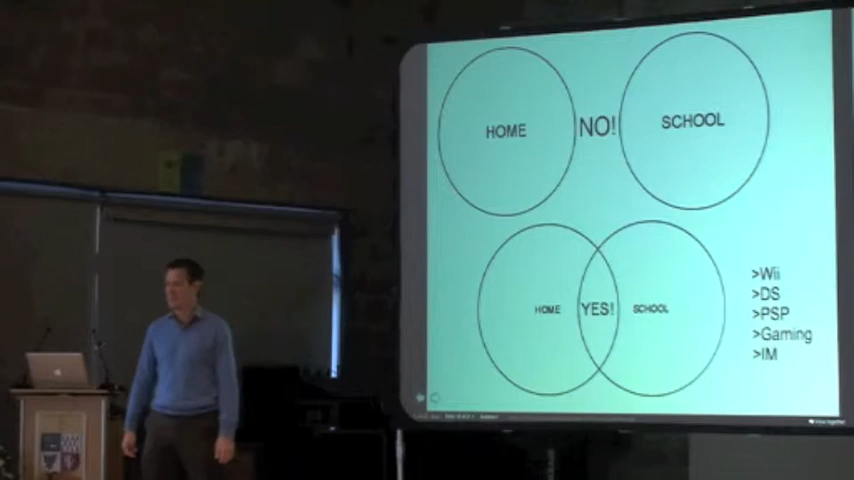 HOME
NO!
SCHOOL
HOME
YES!
SCHOOL
>Wii
>DS
>PSP
>Gaming
>IM